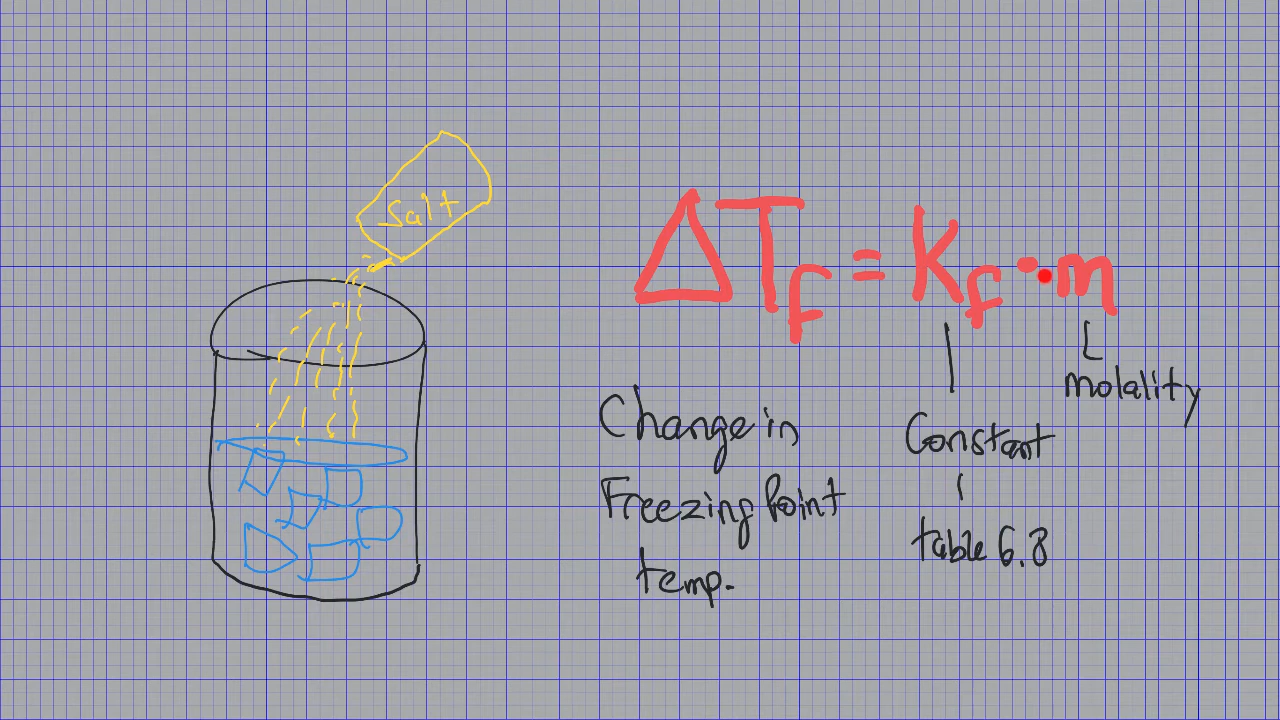 Salt
ΔTf = Kf · m
molality
Constant
table 6.8
Change in
Freezing Point
temp.